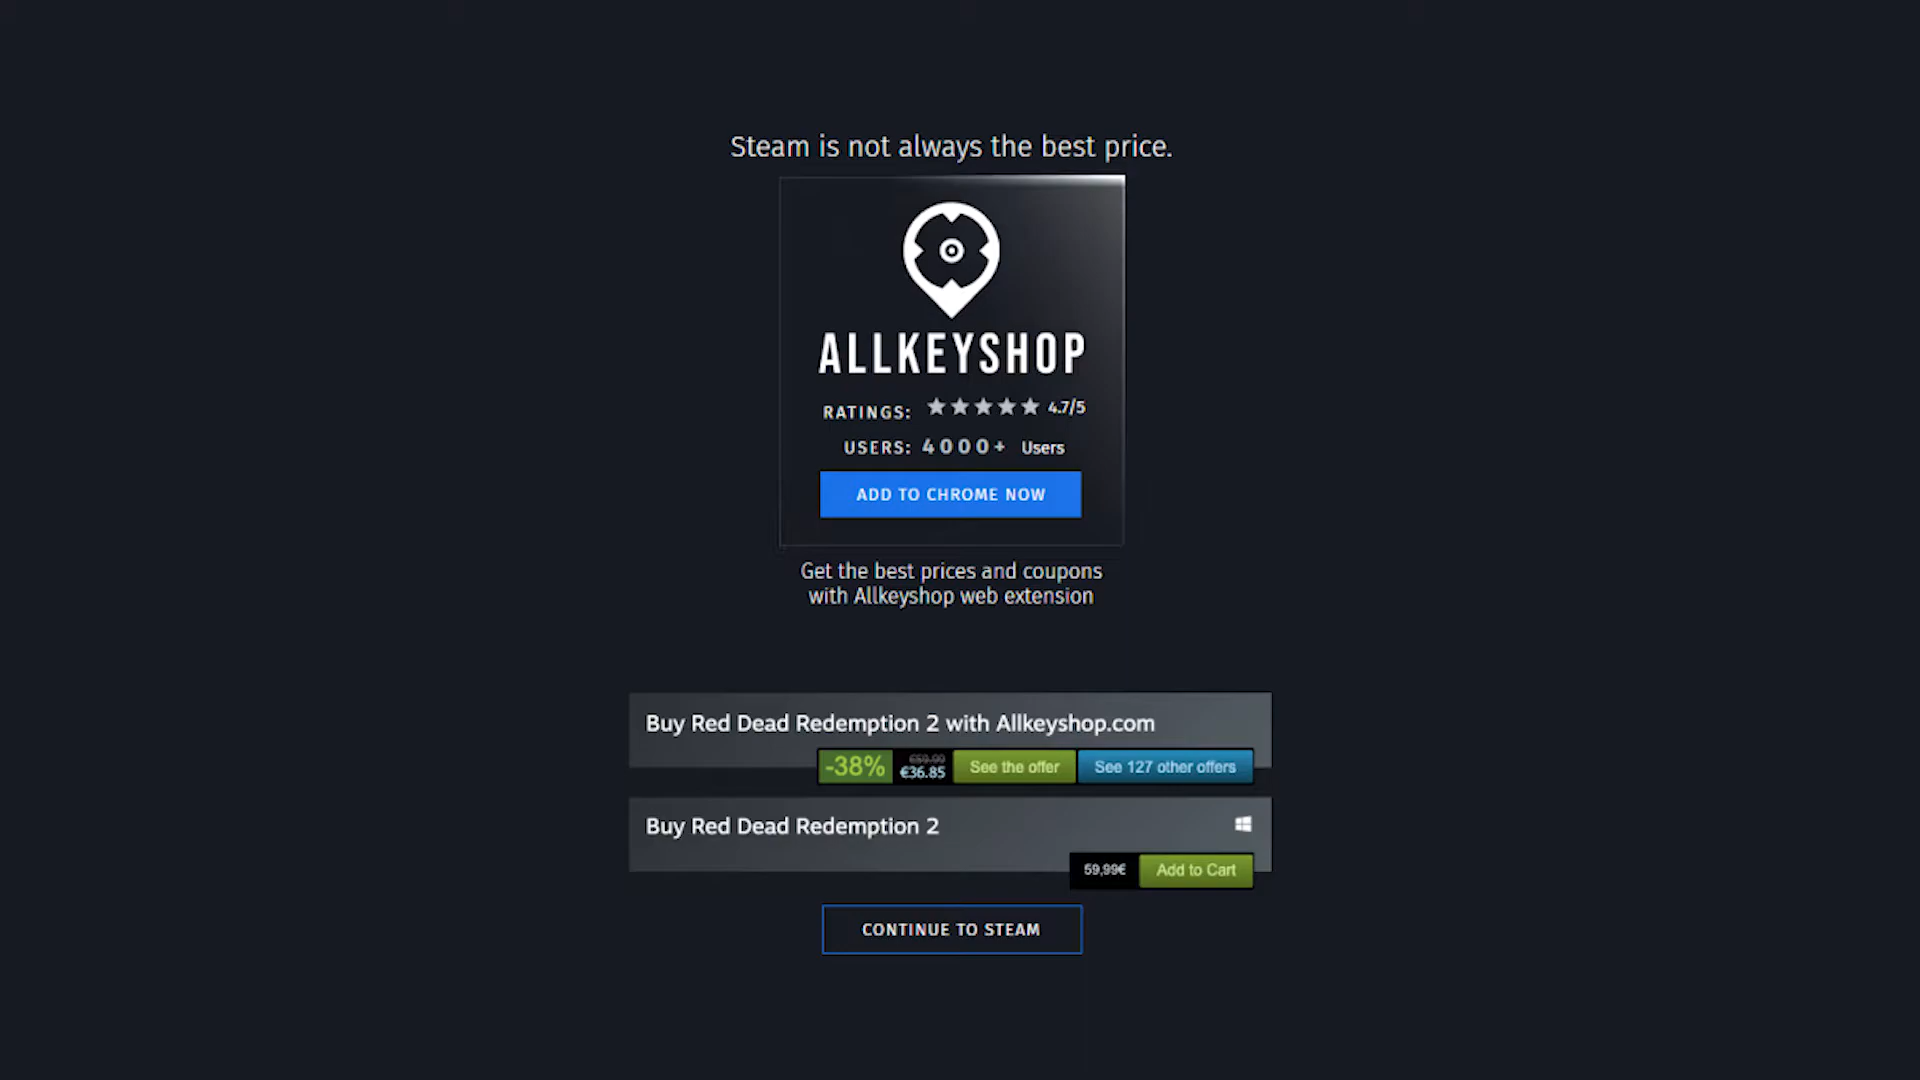 Steam is not always the best price.
ALLKEYSHOP
RATINGS: ★★★★★ 4.7/5
USERS: 4000+ Users
ADD TO CHROME NOW
Get the best prices and coupons
with Allkeyshop web extension
Buy Red Dead Redemption 2 with Allkeyshop.com
-38% €59.99 €36.85 See the offer See 127 other offers
Buy Red Dead Redemption 2
59,99€ Add to Cart
CONTINUE TO STEAM